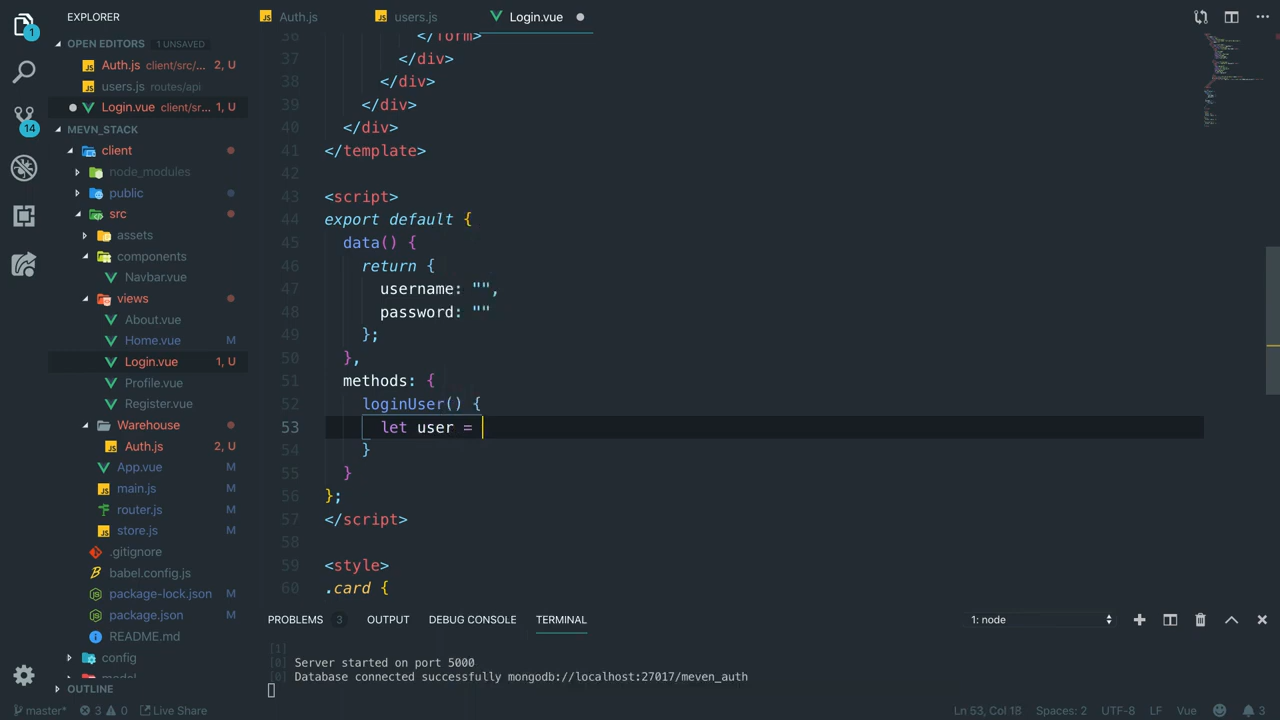 EXPLORER
Auth.js
users.js
Login.vue
OPEN EDITORS 1 UNSAVED
Auth.js client/src/... 2, U
users.js routes/api
Login.vue client/sr... 1, U
MEVN_STACK
client
node_modules
public
src
assets
components
Navbar.vue
views
About.vue
Home.vue M
Login.vue 1, U
Profile.vue
Register.vue
Warehouse
Auth.js 2, U
App.vue M
main.js M
router.js M
store.js M
.gitignore
babel.config.js
package-lock.json M
package.json M
README.md
config
OUTLINE
1
14
36 </form>
37 </div>
38 </div>
39 </div>
40 </div>
41 </template>
42
43 <script>
44 export default {
45 data() {
46 return {
47 username: "",
48 password: ""
49 };
50 },
51 methods: {
52 loginUser() {
53 let user =
54 }
55 }
56 };
57 </script>
58
59 <style>
60 .card {
PROBLEMS 3 OUTPUT DEBUG CONSOLE TERMINAL 1: node
[1]
[0] Server started on port 5000
[0] Database connected successfully mongodb://localhost:27017/meven_auth
master* 3 0 Live Share Ln 53, Col 18 Spaces: 2 UTF-8 LF Vue 3